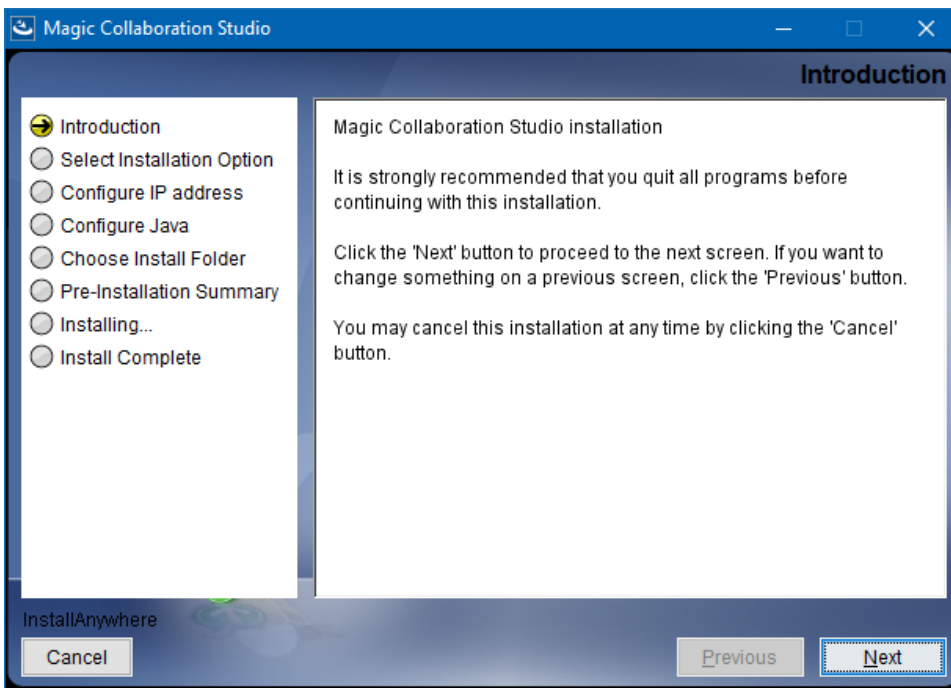 Magic Collaboration Studio
Introduction
Introduction
Select Installation Option
Configure IP address
Configure Java
Choose Install Folder
Pre-Installation Summary
Installing...
Install Complete
Magic Collaboration Studio installation
It is strongly recommended that you quit all programs before
continuing with this installation.
Click the 'Next' button to proceed to the next screen. If you want to
change something on a previous screen, click the 'Previous' button.
You may cancel this installation at any time by clicking the 'Cancel'
button.
InstallAnywhere
Cancel
Previous
Next